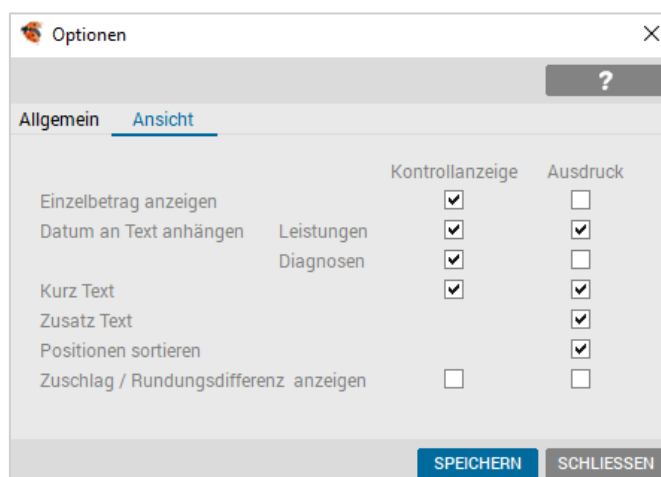 Optionen
?
Allgemein Ansicht
Kontrollanzeige Ausdruck
Einzelbetrag anzeigen
Datum an Text anhängen Leistungen
Diagnosen
Kurz Text
Zusatz Text
Positionen sortieren
Zuschlag / Rundungsdifferenz anzeigen
SPEICHERN SCHLIESSEN